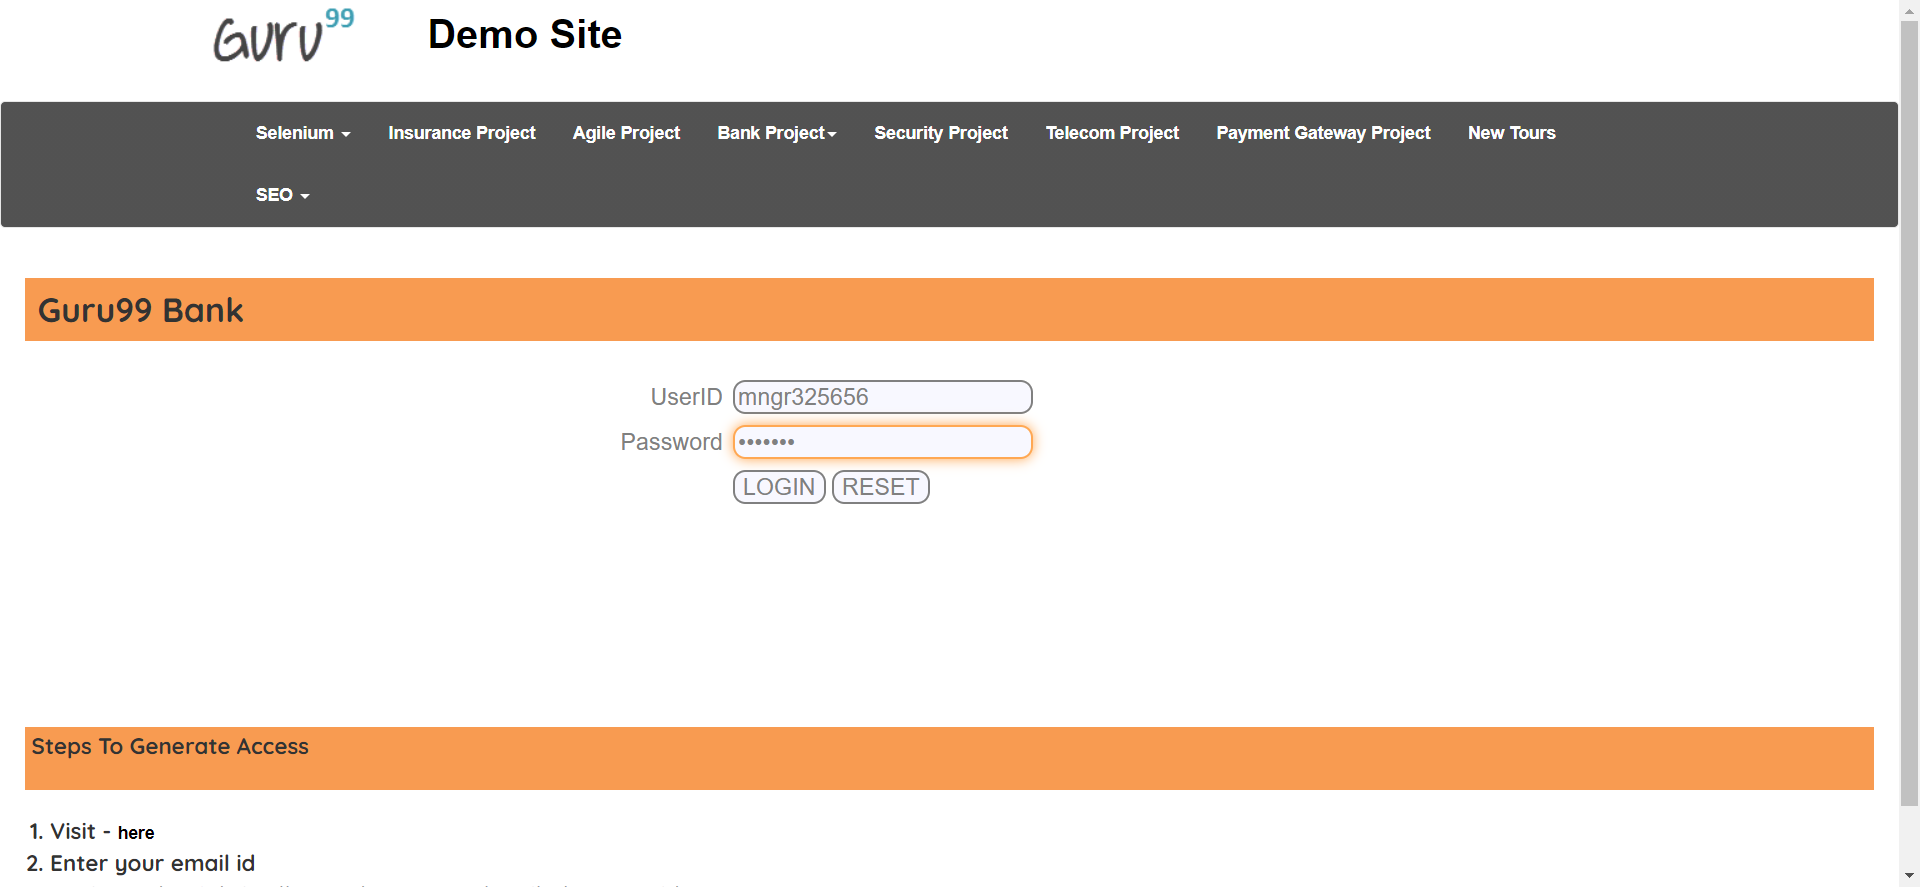 Guru99 Demo Site
Selenium Insurance Project Agile Project Bank Project Security Project Telecom Project Payment Gateway Project New Tours
SEO
Guru99 Bank
UserID mngr325656
Password •••••••
LOGIN RESET
Steps To Generate Access
1. Visit - here
2. Enter your email id